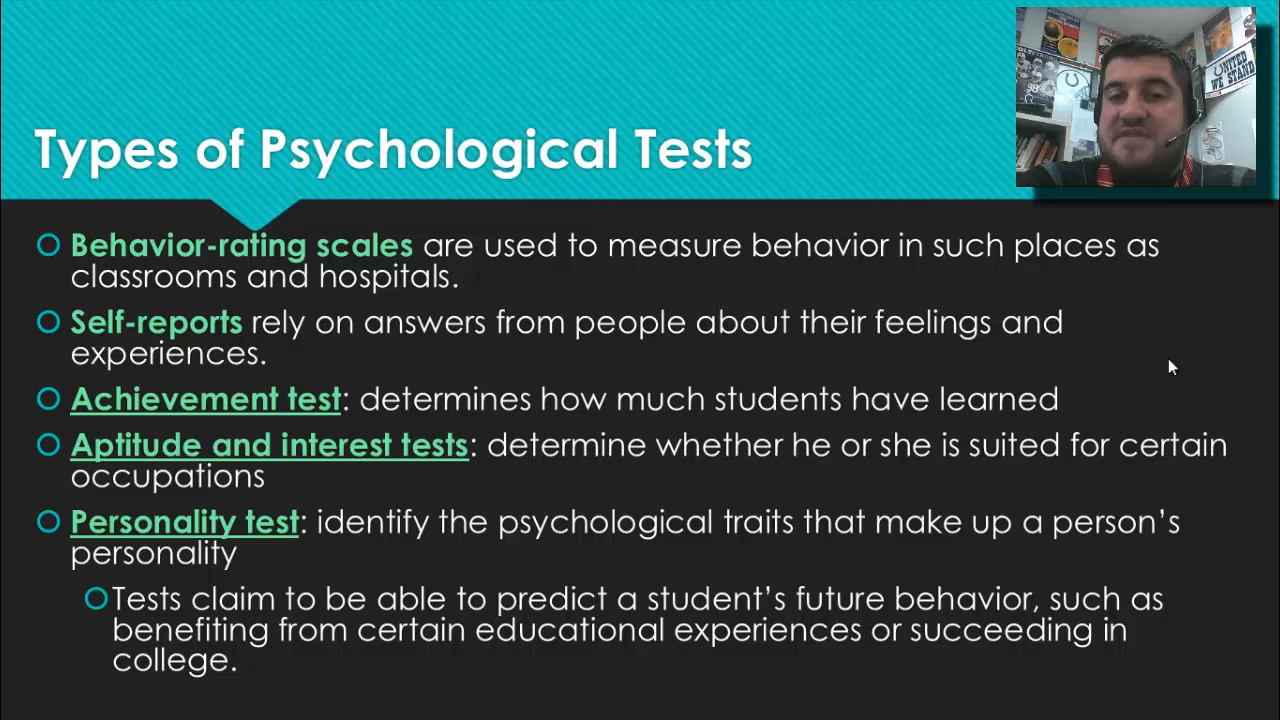 Types of Psychological Tests
UNITED
WE STAND
98
Behavior-rating scales are used to measure behavior in such places as
classrooms and hospitals.
Self-reports rely on answers from people about their feelings and
experiences.
Achievement test: determines how much students have learned
Aptitude and interest tests: determine whether he or she is suited for certain
occupations
Personality test: identify the psychological traits that make up a person’s
personality
Tests claim to be able to predict a student’s future behavior, such as
benefiting from certain educational experiences or succeeding in
college.